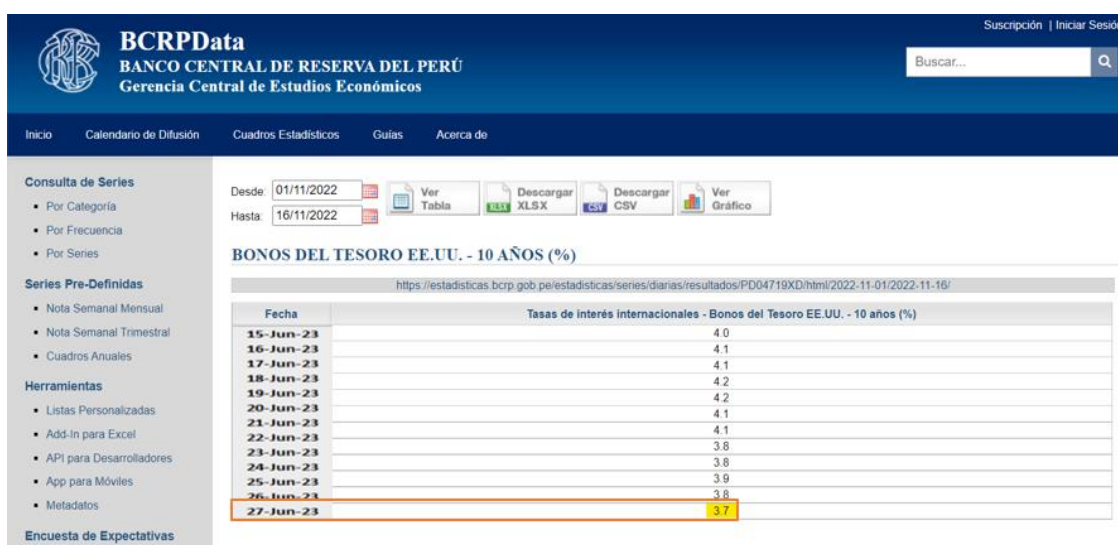 Suscripción | Iniciar Sesió
BCRPData
BANCO CENTRAL DE RESERVA DEL PERÚ
Gerencia Central de Estudios Económicos
Buscar...
Inicio Calendario de Difusión Cuadros Estadísticos Guías Acerca de
Consulta de Series
Por Categoría
Por Frecuencia
Por Series
Series Pre-Definidas
Nota Semanal Mensual
Nota Semanal Trimestral
Cuadros Anuales
Herramientas
Listas Personalizadas
Add-In para Excel
API para Desarrolladores
App para Móviles
Metadatos
Encuesta de Expectativas
Desde: 01/11/2022
Hasta: 16/11/2022
Ver Tabla
XLSX Descargar XLSX
CSV Descargar CSV
Ver Gráfico
BONOS DEL TESORO EE.UU. - 10 AÑOS (%)
https://estadisticas.bcrp.gob.pe/estadisticas/series/diarias/resultados/PD04719XD/html/2022-11-01/2022-11-16/
Fecha Tasas de interés internacionales - Bonos del Tesoro EE.UU. - 10 años (%)
15-Jun-23 4.0
16-Jun-23 4.1
17-Jun-23 4.1
18-Jun-23 4.2
19-Jun-23 4.2
20-Jun-23 4.1
21-Jun-23 4.1
22-Jun-23 3.8
23-Jun-23 3.8
24-Jun-23 3.9
25-Jun-23 3.8
26-Jun-23
27-Jun-23 3.7